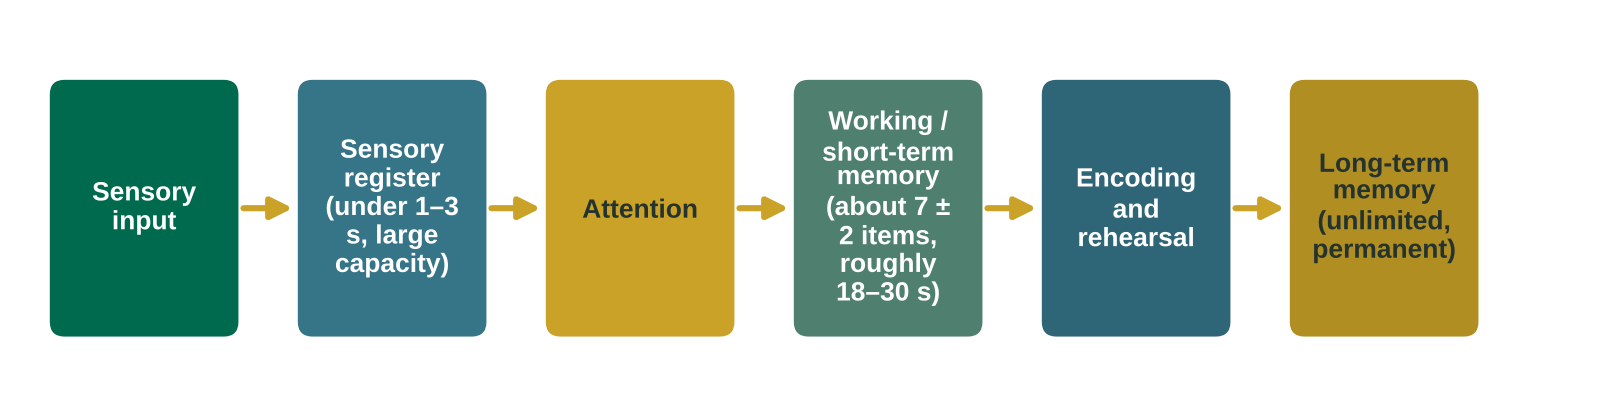 Sensory
input
Sensory
register
(under 1–3
s, large
capacity)
Attention
Working /
short-term
memory
(about 7 ±
2 items,
roughly
18–30 s)
Encoding
and
rehearsal
Long-term
memory
(unlimited,
permanent)